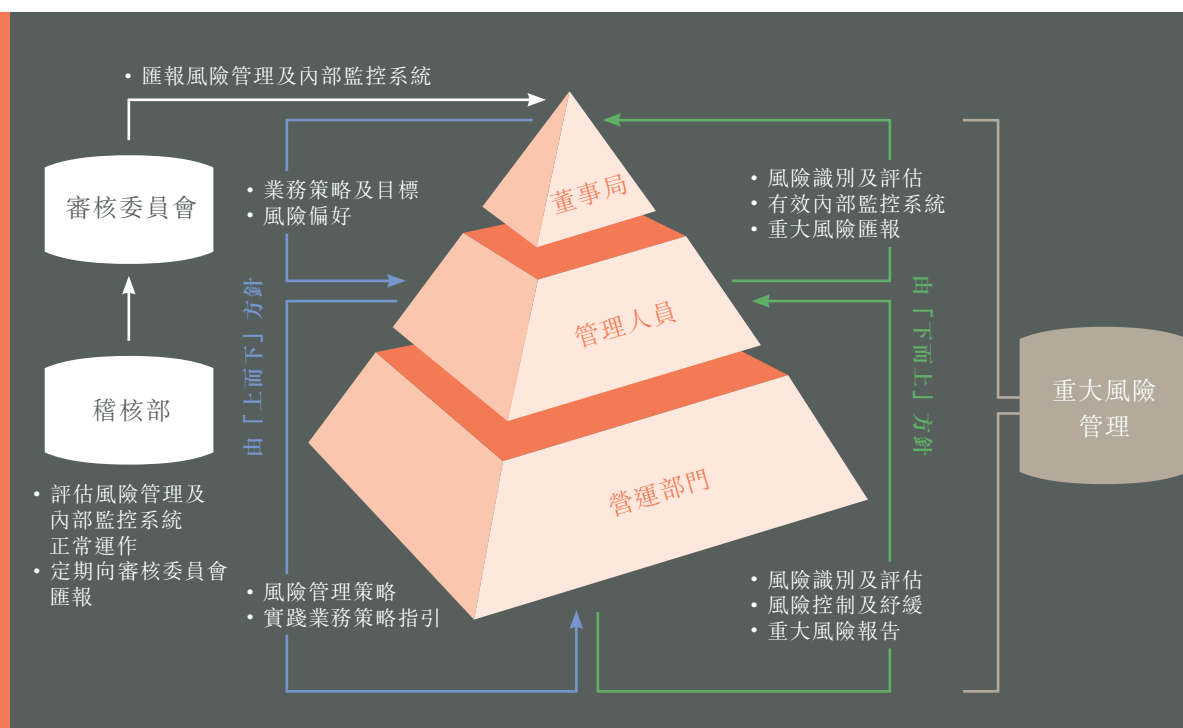 • 匯報風險管理及內部監控系統
審核委員會
稽核部
• 評估風險管理及
內部監控系統
正常運作
• 定期向審核委員會
匯報
• 業務策略及目標
• 風險偏好
由「上而下」方針
• 風險管理策略
• 實踐業務策略指引
董事局
管理人員
營運部門
• 風險識別及評估
• 有效內部監控系統
• 重大風險匯報
由「下而上」方針
• 風險識別及評估
• 風險控制及紓緩
• 重大風險報告
重大風險
管理